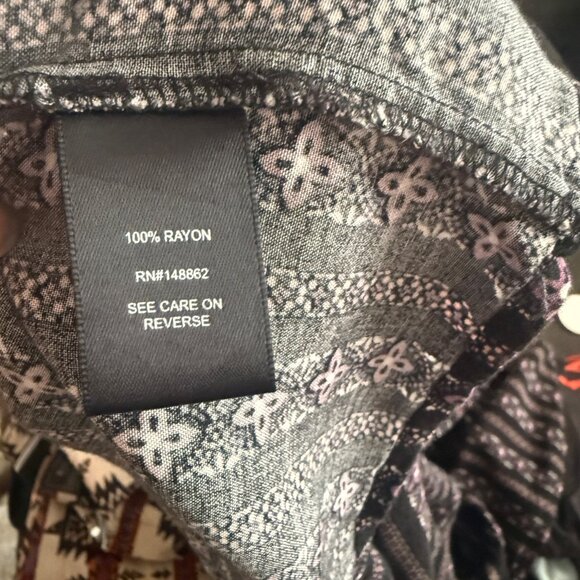 100% RAYON
RN#148862
SEE CARE ON
REVERSE